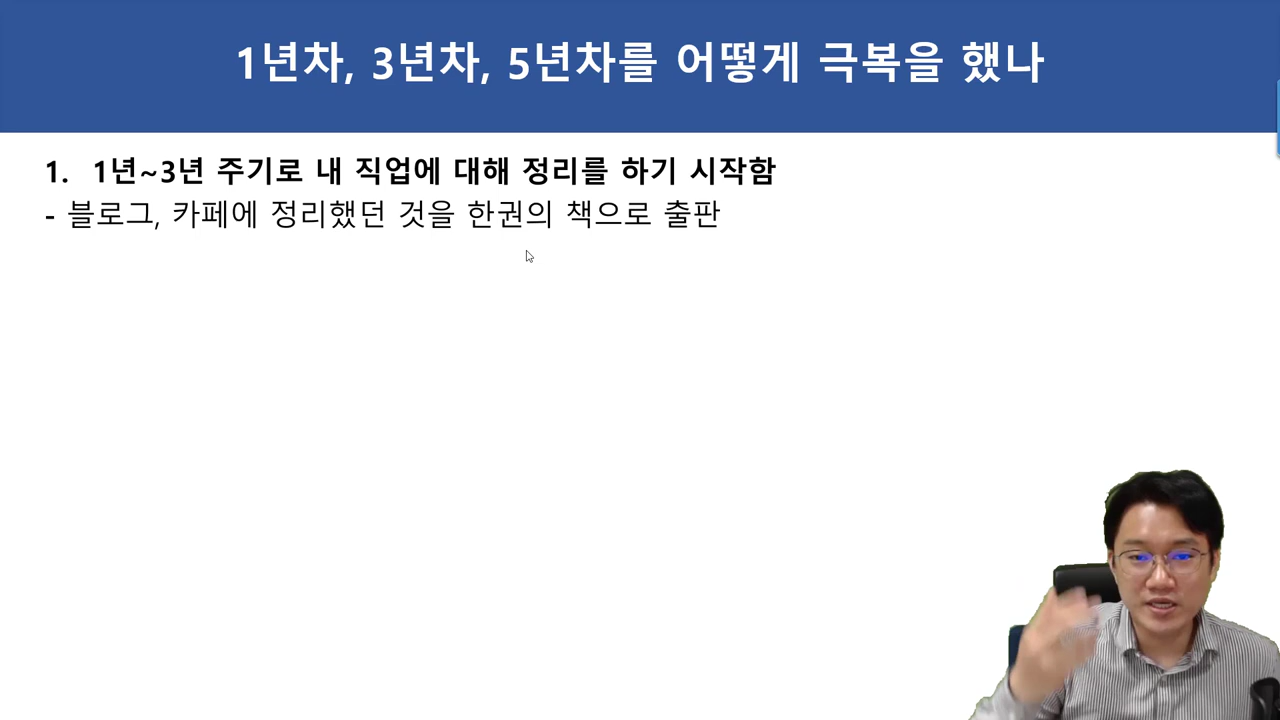 1년차, 3년차, 5년차를 어떻게 극복을 했나
1. 1년~3년 주기로 내 직업에 대해 정리를 하기 시작함
- 블로그, 카페에 정리했던 것을 한권의 책으로 출판